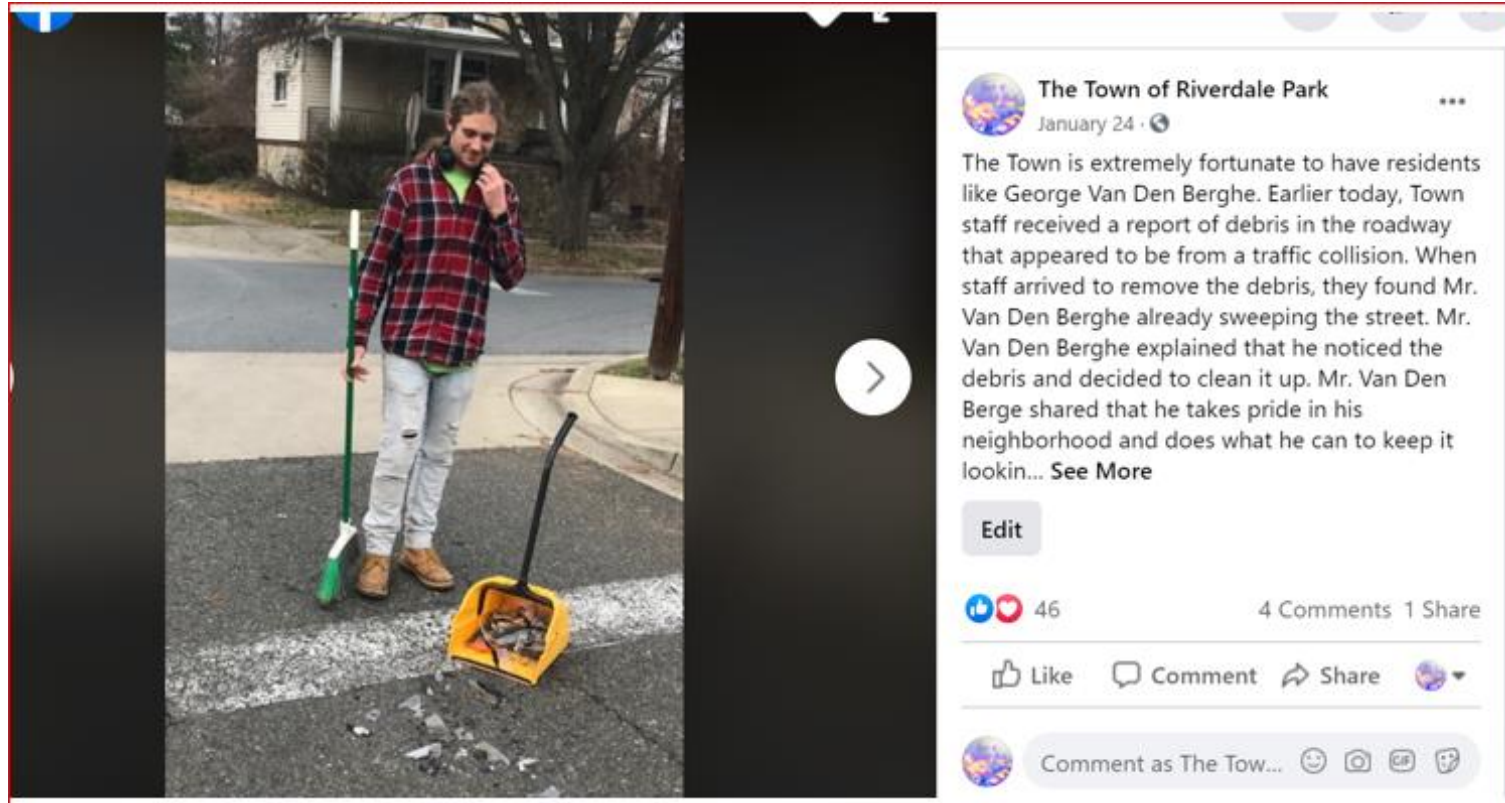 The Town of Riverdale Park
January 24
The Town is extremely fortunate to have residents
like George Van Den Berghe. Earlier today, Town
staff received a report of debris in the roadway
that appeared to be from a traffic collision. When
staff arrived to remove the debris, they found Mr.
Van Den Berghe already sweeping the street. Mr.
Van Den Berghe explained that he noticed the
debris and decided to clean it up. Mr. Van Den
Berge shared that he takes pride in his
neighborhood and does what he can to keep it
lookin... See More
Edit
46 4 Comments 1 Share
Like Comment Share
Comment as The Tow... GIF